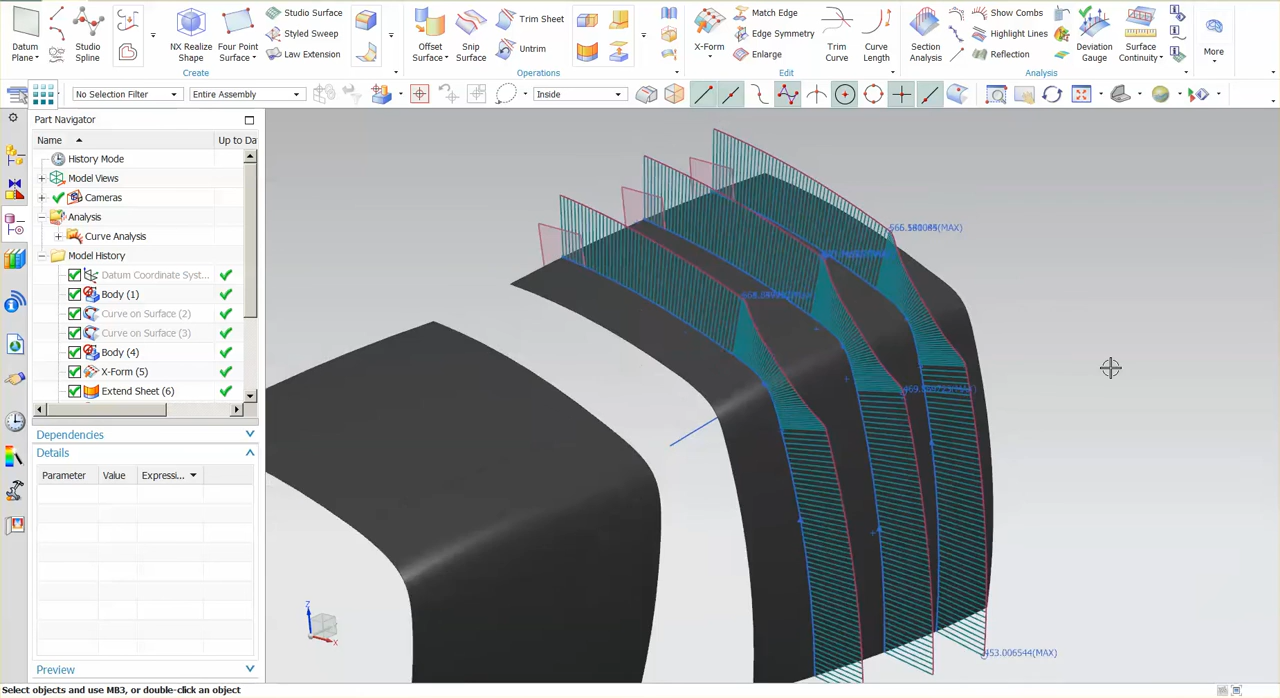 Datum Plane
Studio Spline
NX Realize Shape
Four Point Surface
Studio Surface
Styled Sweep
Law Extension
Create
Offset Surface
Snip Surface
Trim Sheet
Untrim
Operations
X-Form
Match Edge
Edge Symmetry
Enlarge
Trim Curve
Curve Length
Edit
Section Analysis
Show Combs
Highlight Lines
Reflection
Deviation Gauge
Surface Continuity
Analysis
More
No Selection Filter
Entire Assembly
Inside
Part Navigator
Name
Up to Da
History Mode
Model Views
Cameras
Analysis
Curve Analysis
Model History
Datum Coordinate Syst...
Body (1)
Curve on Surface (2)
Curve on Surface (3)
Body (4)
X-Form (5)
Extend Sheet (6)
Dependencies
Details
Parameter Value Expressi...
Preview
(MAX)
(MAX)
453.006544(MAX)
Z
X
Select objects and use MB3, or double-click an object